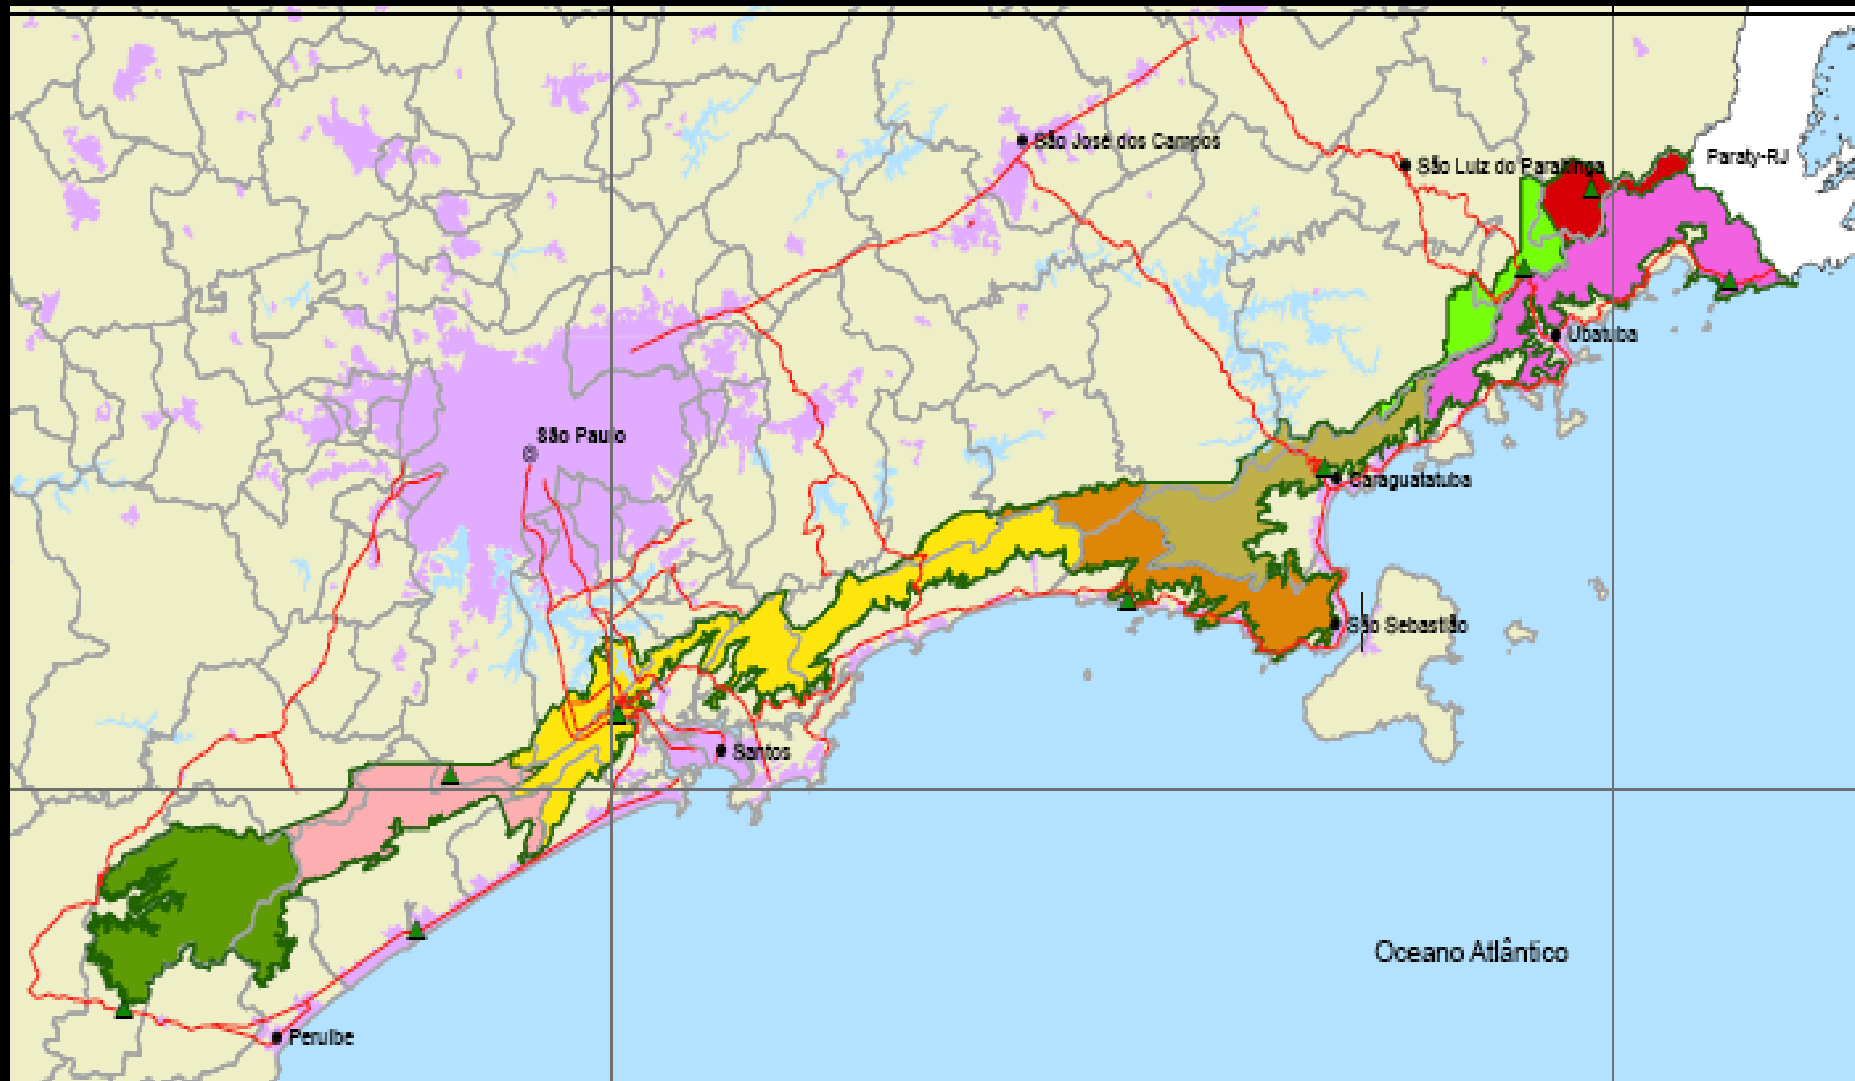 São José dos Campos
São Luiz do Paraitinga
Paraty-RJ
Ubatuba
São Paulo
Caraguatatuba
São Sebastião
Santos
Oceano Atlântico
Peruíbe